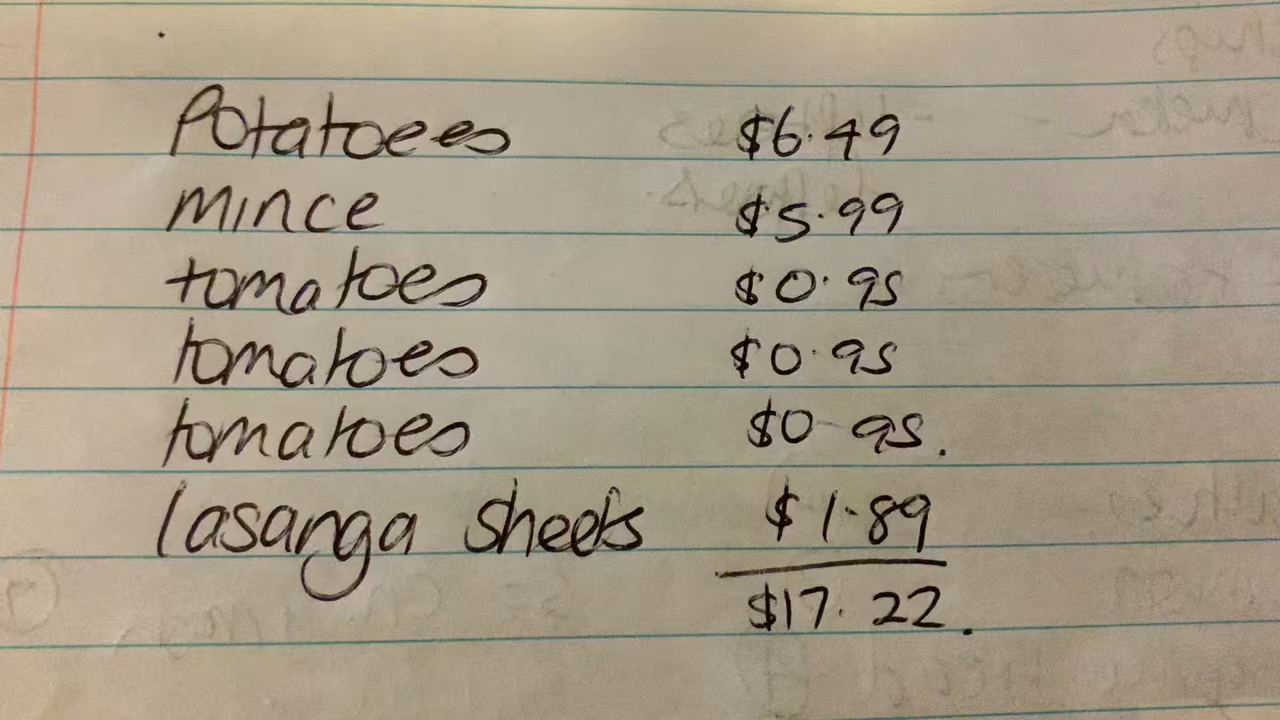 Potatoees $6.49
mince $5.99
tomatoes $0.95
tomatoes $0.95
tomatoes $0.95.
lasanga sheets $1.89
$17.22.